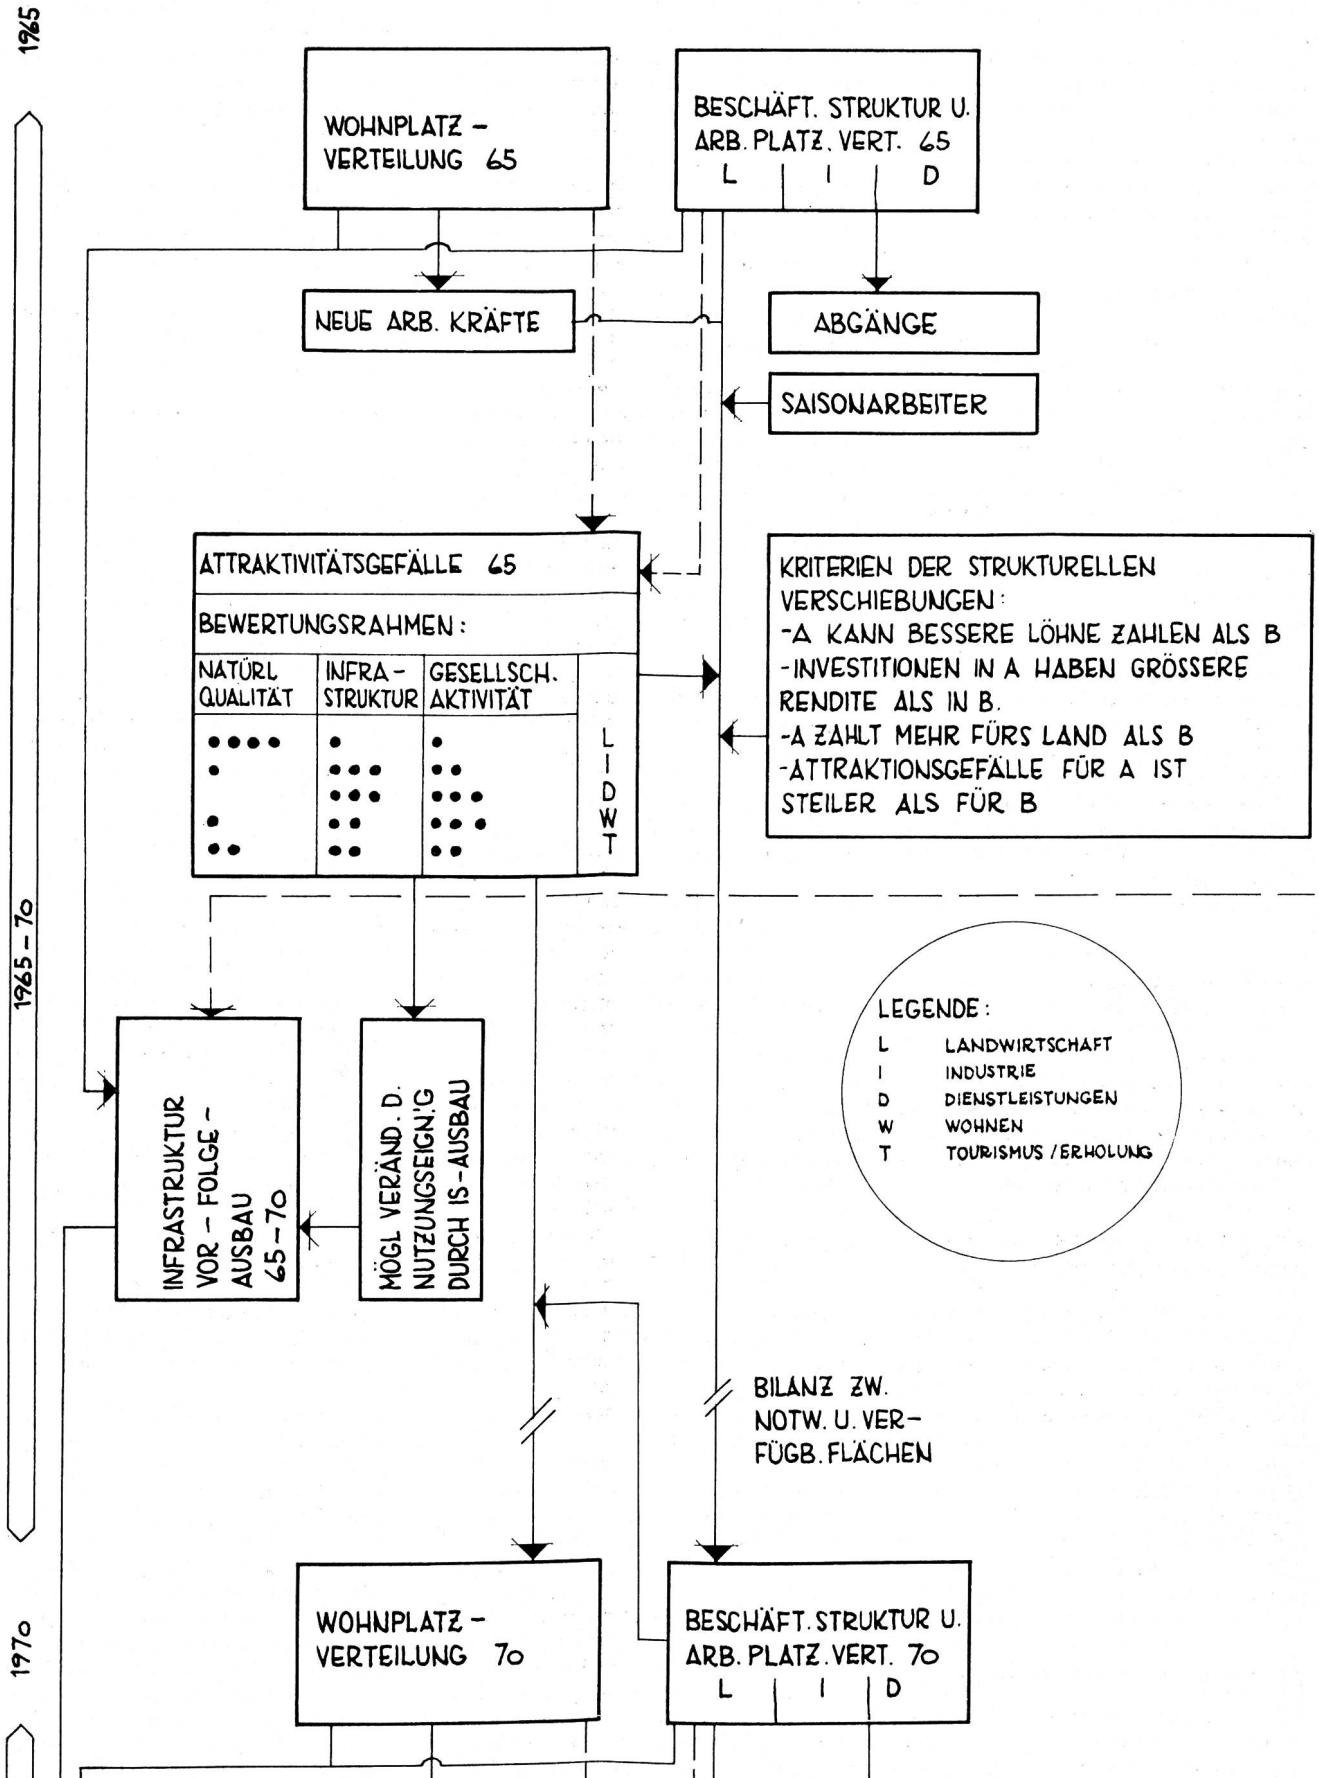 1965
WOHNPLATZ –
VERTEILUNG 65
BESCHÄFT. STRUKTUR U.
ARB. PLATZ. VERT. 65
L I D
NEUE ARB. KRÄFTE
ABGÄNGE
SAISONARBEITER
ATTRAKTIVITÄTSGEFÄLLE 65
BEWERTUNGSRAHMEN:
NATÜRL
QUALITÄT
INFRA –
STRUKTUR
GESELLSCH.
AKTIVITÄT
L
I
D
W
T
KRITERIEN DER STRUKTURELLEN
VERSCHIEBUNGEN:
-A KANN BESSERE LÖHNE ZAHLEN ALS B
-INVESTITIONEN IN A HABEN GRÖSSERE
RENDITE ALS IN B.
-A ZAHLT MEHR FÜRS LAND ALS B
-ATTRAKTIONSGEFÄLLE FÜR A IST
STEILER ALS FÜR B
1965 – 70
LEGENDE:
L LANDWIRTSCHAFT
I INDUSTRIE
D DIENSTLEISTUNGEN
W WOHNEN
T TOURISMUS / ERHOLUNG
INFRASTRUKTUR
VOR – FOLGE –
AUSBAU
65 – 70
MÖGL VERÄND. D.
NUTZUNGSEIGN.'G
DURCH IS – AUSBAU
BILANZ ZW.
NOTW. U. VER –
FÜGB. FLÄCHEN
1970
WOHNPLATZ –
VERTEILUNG 70
BESCHÄFT. STRUKTUR U.
ARB. PLATZ. VERT. 70
L I D